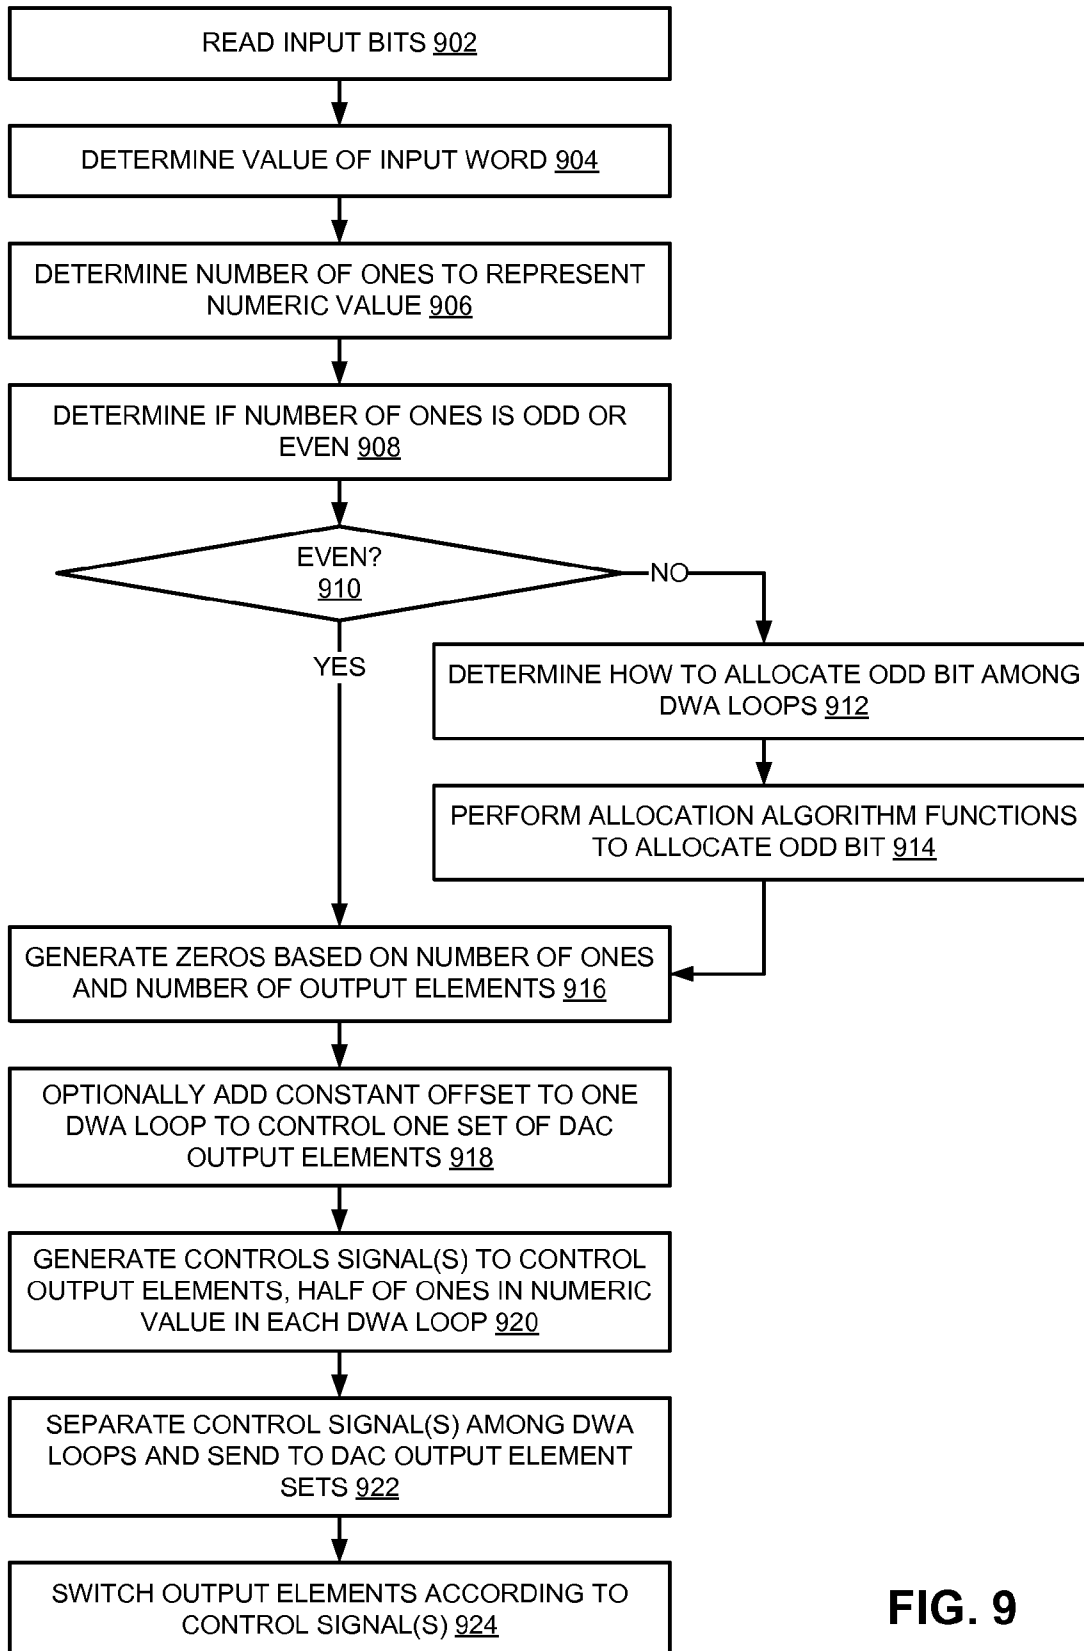 READ INPUT BITS 902
DETERMINE VALUE OF INPUT WORD 904
DETERMINE NUMBER OF ONES TO REPRESENT
NUMERIC VALUE 906
DETERMINE IF NUMBER OF ONES IS ODD OR
EVEN 908
EVEN?
910
NO
YES
DETERMINE HOW TO ALLOCATE ODD BIT AMONG
DWA LOOPS 912
PERFORM ALLOCATION ALGORITHM FUNCTIONS
TO ALLOCATE ODD BIT 914
GENERATE ZEROS BASED ON NUMBER OF ONES
AND NUMBER OF OUTPUT ELEMENTS 916
OPTIONALLY ADD CONSTANT OFFSET TO ONE
DWA LOOP TO CONTROL ONE SET OF DAC
OUTPUT ELEMENTS 918
GENERATE CONTROLS SIGNAL(S) TO CONTROL
OUTPUT ELEMENTS, HALF OF ONES IN NUMERIC
VALUE IN EACH DWA LOOP 920
SEPARATE CONTROL SIGNAL(S) AMONG DWA
LOOPS AND SEND TO DAC OUTPUT ELEMENT
SETS 922
SWITCH OUTPUT ELEMENTS ACCORDING TO
CONTROL SIGNAL(S) 924
FIG. 9